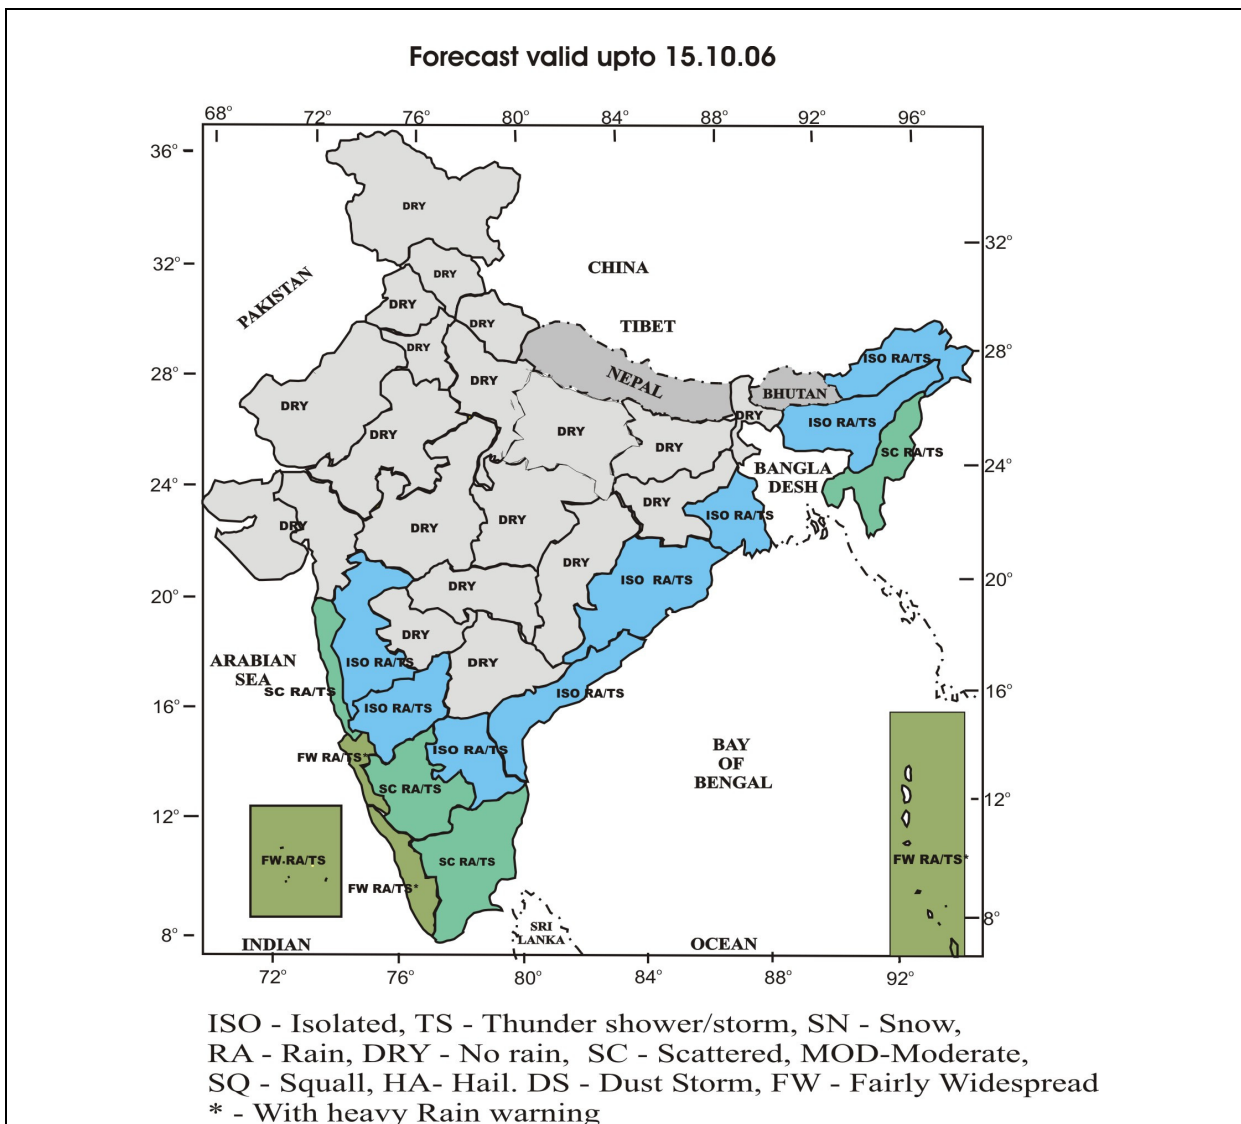 Forecast valid upto 15.10.06
68° 72° 76° 80° 84° 88° 92° 96°
36°
DRY
32°
32°
CHINA
DRY
PAKISTAN
DRY
DRY
TIBET
DRY
28°
ISO RA/TS
28°
DRY
NEPAL
BHUTAN
DRY
DRY
ISO RA/TS
DRY
DRY
DRY
SC RA/TS
BANGLA
DESH
24°
24°
DRY
ISO RA/TS
DRY
DRY
DRY
DRY
ISO RA/TS
20°
DRY
20°
DRY
ARABIAN
SEA
ISO RA/TS
DRY
SC RA/TS
ISO RA/TS
16°
16°
ISO RA/TS
FW RA/TS*
ISO RA/TS
BAY
OF
BENGAL
SC RA/TS
12°
12°
FW RA/TS
SC RA/TS
FW RA/TS*
FW RA/TS*
8°
8°
SRI
LANKA
INDIAN
OCEAN
72° 76° 80° 84° 88° 92°
ISO - Isolated, TS - Thunder shower/storm, SN - Snow,
RA - Rain, DRY - No rain, SC - Scattered, MOD-Moderate,
SQ - Squall, HA- Hail. DS - Dust Storm, FW - Fairly Widespread
* - With heavy Rain warning